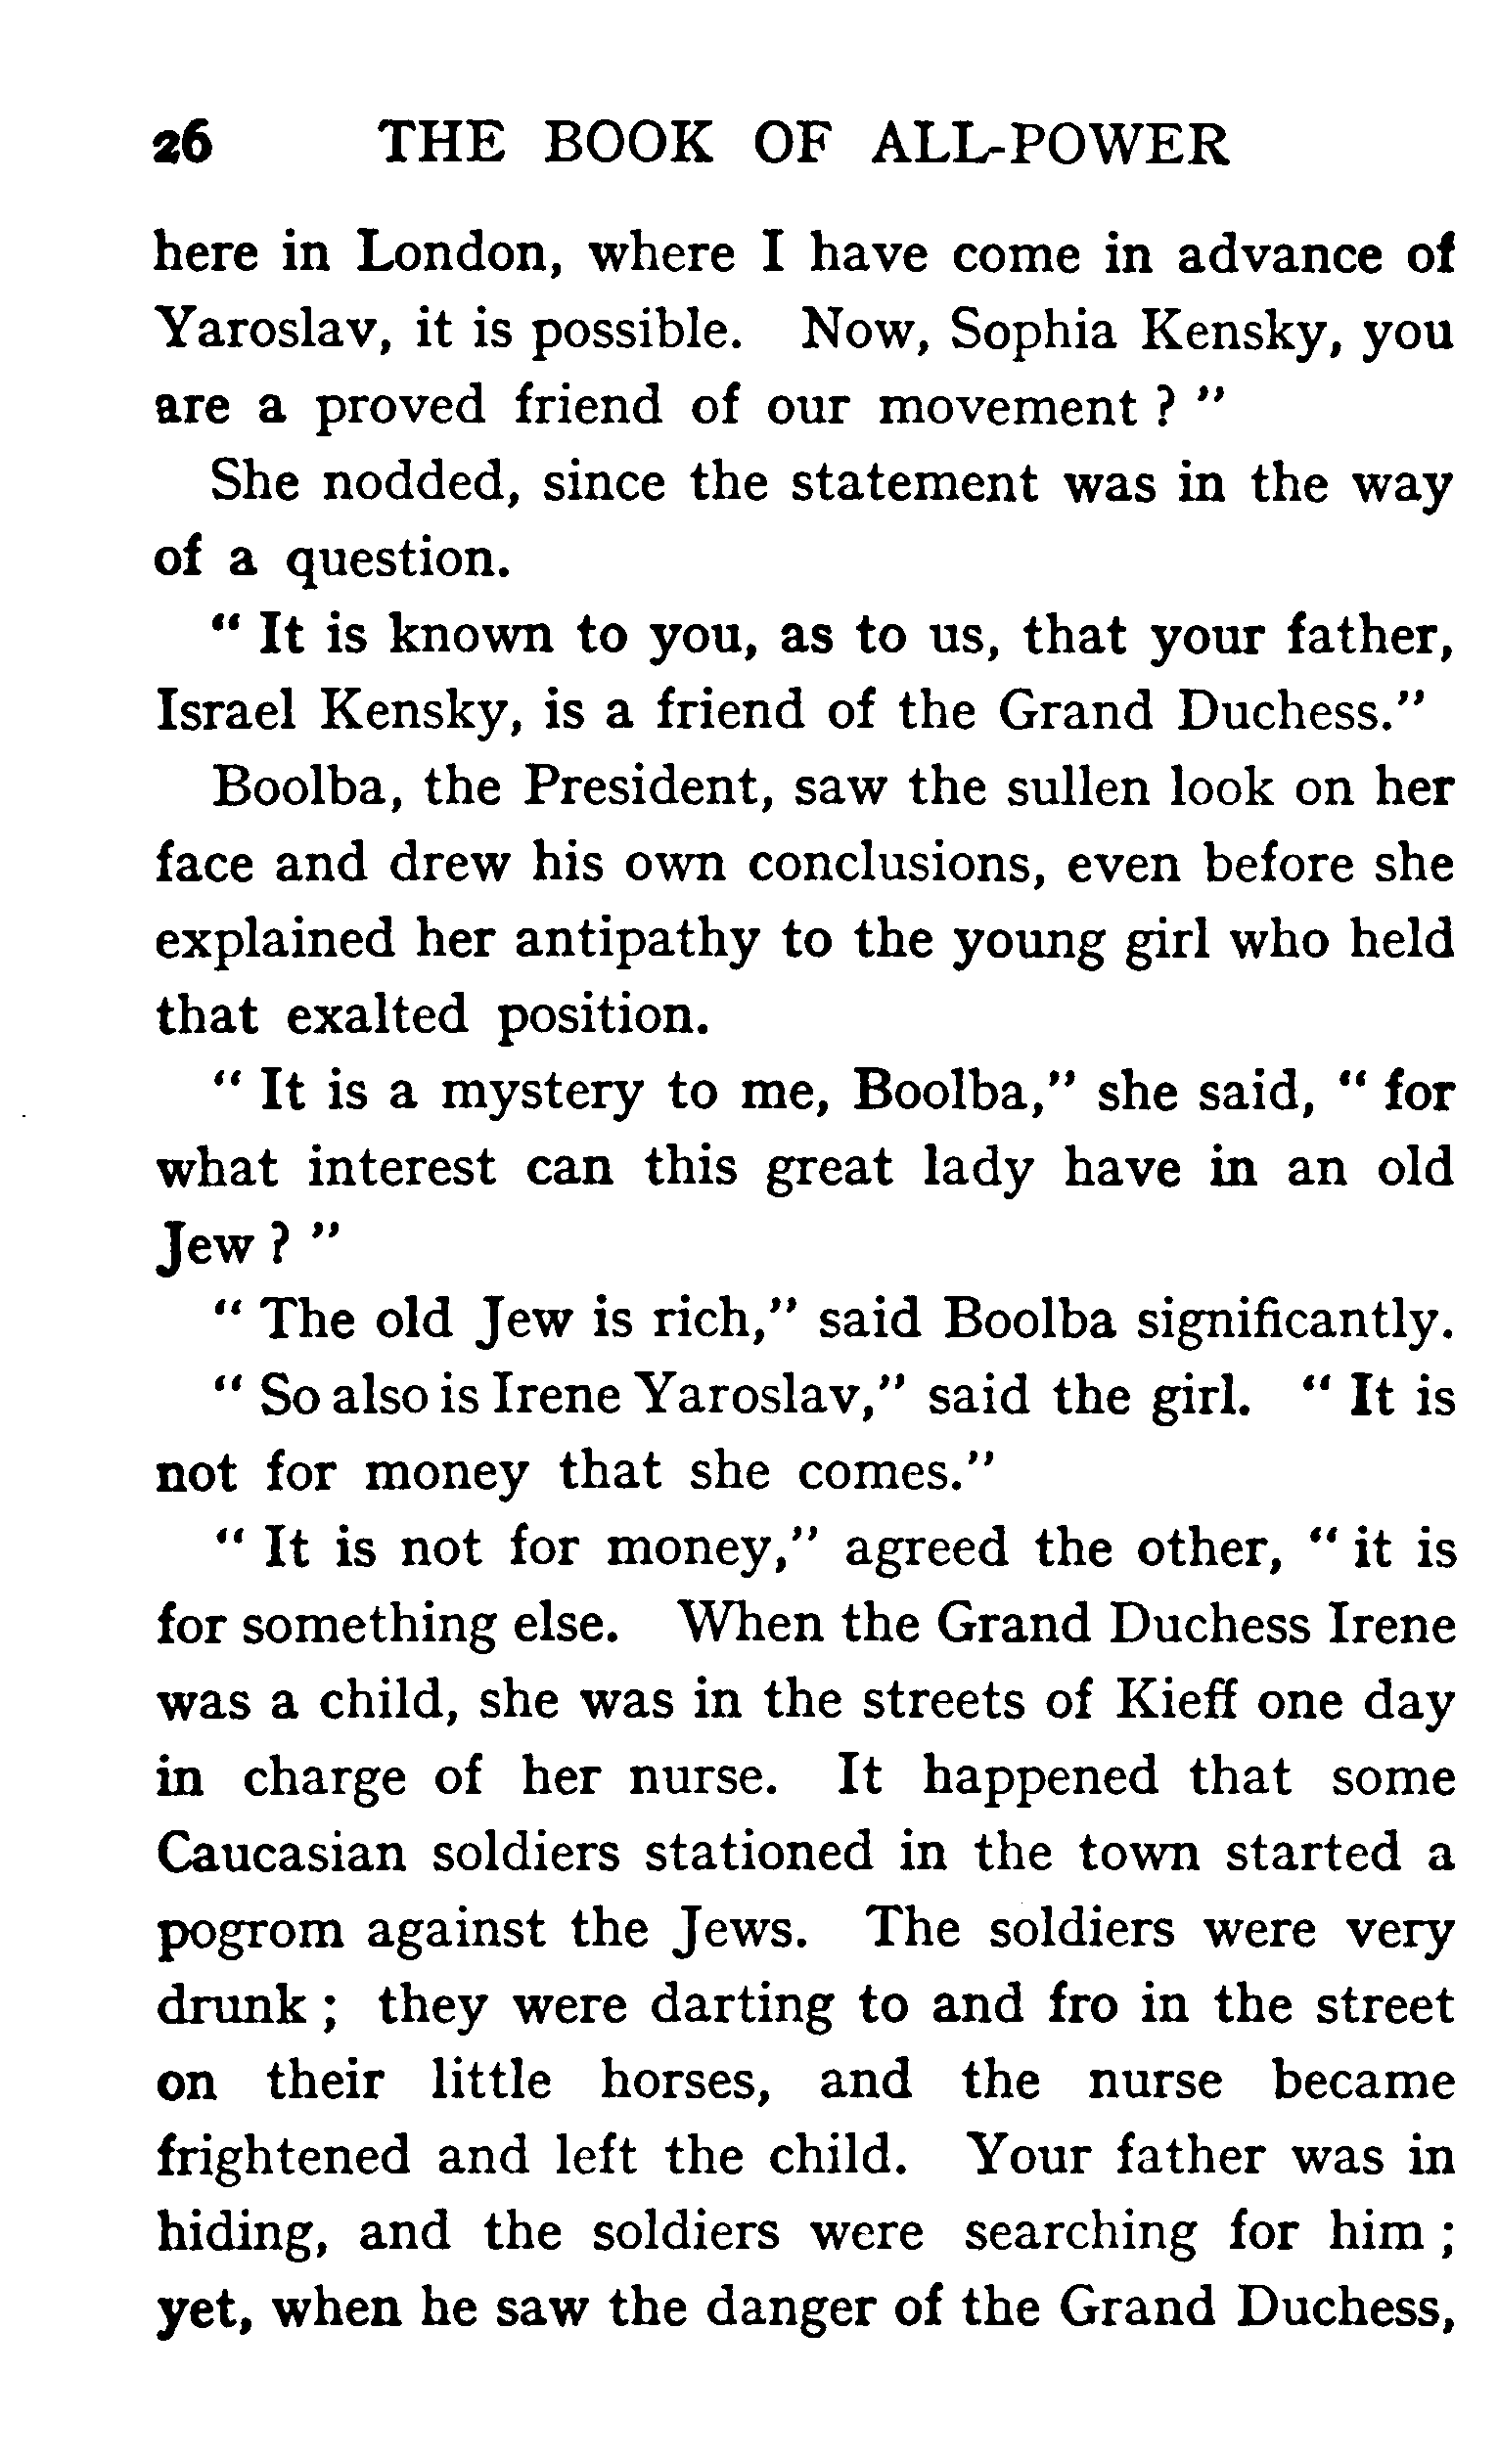 26 THE BOOK OF ALL-POWER
here in London, where I have come in advance of
Yaroslav, it is possible. Now, Sophia Kensky, you
are a proved friend of our movement ? "
She nodded, since the statement was in the way
of a question.
" It is known to you, as to us, that your father,
Israel Kensky, is a friend of the Grand Duchess."
Boolba, the President, saw the sullen look on her
face and drew his own conclusions, even before she
explained her antipathy to the young girl who held
that exalted position.
" It is a mystery to me, Boolba," she said, " for
what interest can this great lady have in an old
Jew ? "
" The old Jew is rich," said Boolba significantly.
" So also is Irene Yaroslav," said the girl. " It is
not for money that she comes."
" It is not for money," agreed the other, " it is
for something else. When the Grand Duchess Irene
was a child, she was in the streets of Kieff one day
in charge of her nurse. It happened that some
Caucasian soldiers stationed in the town started a
pogrom against the Jews. The soldiers were very
drunk ; they were darting to and fro in the street
on their little horses, and the nurse became
frightened and left the child. Your father was in
hiding, and the soldiers were searching for him ;
yet, when he saw the danger of the Grand Duchess,